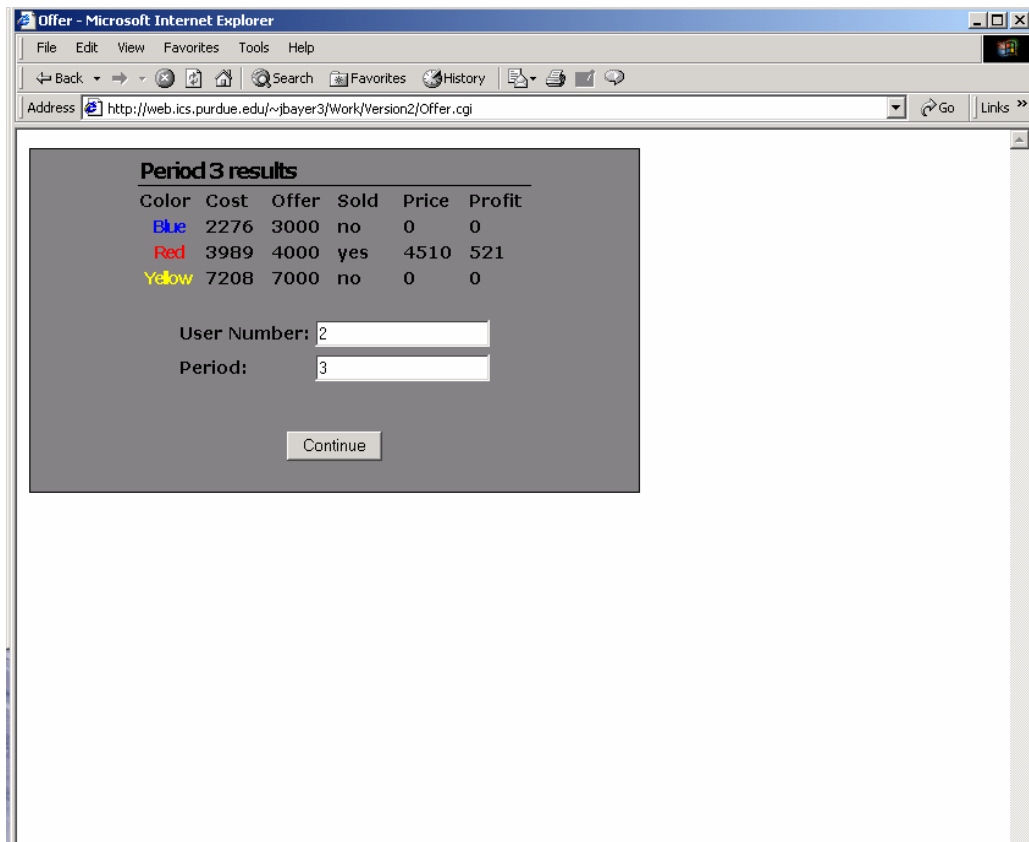 Offer - Microsoft Internet Explorer
File Edit View Favorites Tools Help
Back Search Favorites History
Address http://web.ics.purdue.edu/~jbayer3/Work/Version2/Offer.cgi Go Links »
Period 3 results
Color Cost Offer Sold Price Profit
Blue 2276 3000 no 0 0
Red 3989 4000 yes 4510 521
Yellow 7208 7000 no 0 0
User Number: 2
Period: 3
Continue